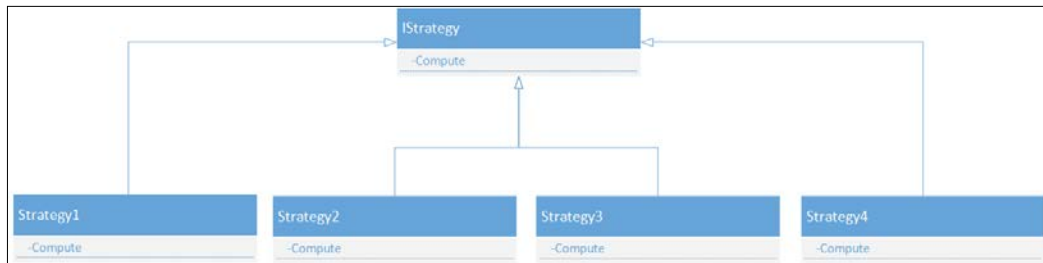 IStrategy
-Compute
Strategy1
-Compute
Strategy2
-Compute
Strategy3
-Compute
Strategy4
-Compute